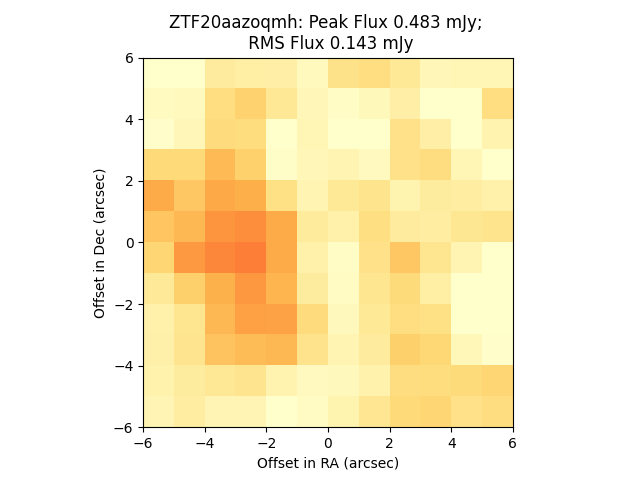 ZTF20aazoqmh: Peak Flux 0.483 mJy;
RMS Flux 0.143 mJy
6
4
2
0
−2
−4
−6
Offset in Dec (arcsec)
−6 −4 −2 0 2 4 6
Offset in RA (arcsec)